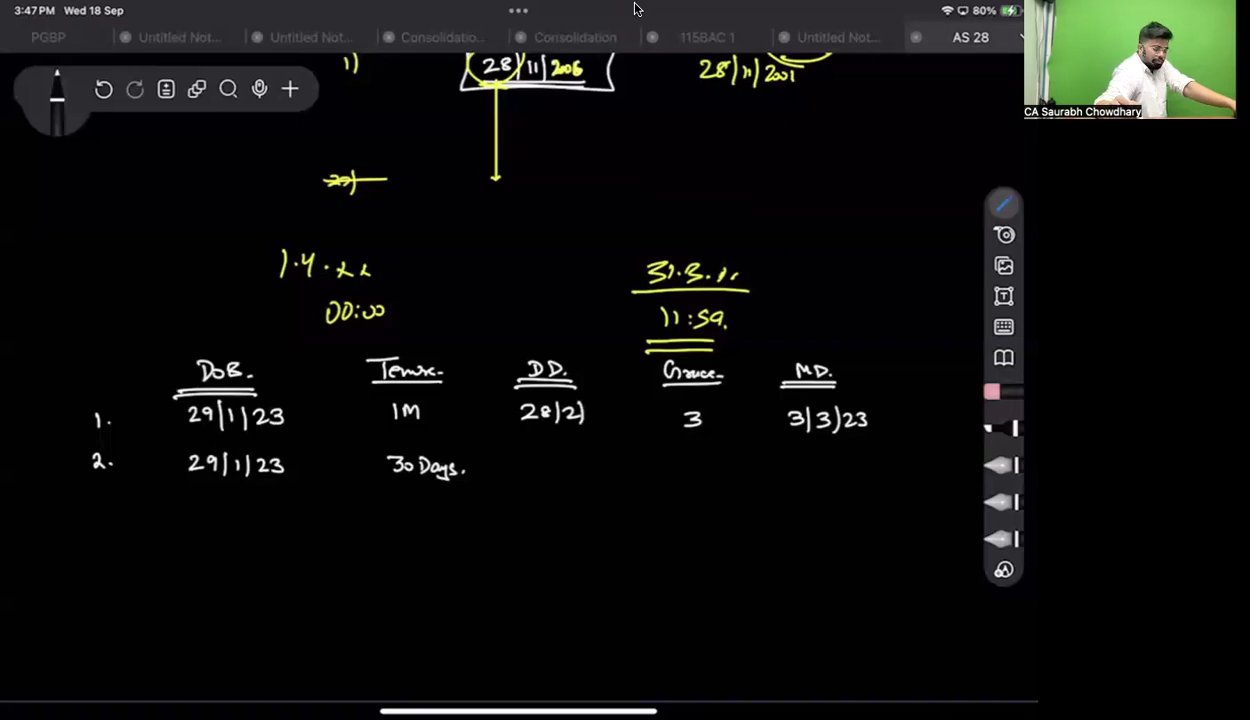 3:47 PM Wed 18 Sep
80%
PGBP
Untitled Not...
Untitled Not...
Consolidatio...
Consolidation
115BAC 1
Untitled Not...
AS 28
CA Saurabh Chowdhary
1) 28/11/2006 28/11/2001
1.4.22 31.3.
00:00 11:59.
DOB. Tenure. DD. Grace. MD.
1. 29/1/23 1M 28/2) 3 3/3/23
2. 29/1/23 30 Days.